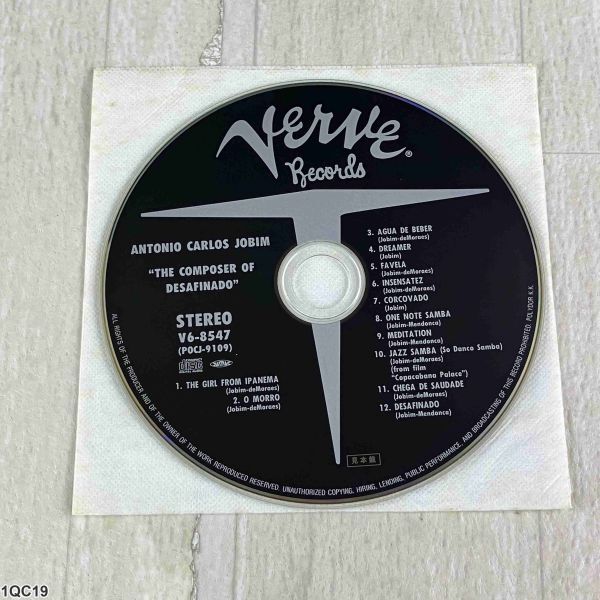 Verve®
Records
ANTONIO CARLOS JOBIM
"THE COMPOSER OF
DESAFINADO"
STEREO
V6-8547
(POCJ-9109)
1. THE GIRL FROM IPANEMA
(Jobim-deMoraes)
2. O MORRO
(Jobim-deMoraes)
3. AGUA DE BEBER
(Jobim-deMoraes)
4. DREAMER
(Jobim)
5. FAVELA
(Jobim-deMoraes)
6. INSENSATEZ
(Jobim-deMoraes)
7. CORCOVADO
(Jobim)
8. ONE NOTE SAMBA
(Jobim-Mendonca)
9. MEDITATION
(Jobim-Mendonca)
10. JAZZ SAMBA (So Danco Samba)
(Jobim-deMoraes)
(from film
"Copacabana Palace")
11. CHEGA DE SAUDADE
(Jobim-deMoraes)
12. DESAFINADO
(Jobim-Mendonca)
見本盤
ALL RIGHTS OF THE PRODUCER AND OF THE OWNER OF THE WORK REPRODUCED RESERVED. UNAUTHORIZED COPYING, HIRING, LENDING, PUBLIC PERFORMANCE, AND BROADCASTING OF THIS RECORD PROHIBITED. POLYDOR K.K.
1QC19